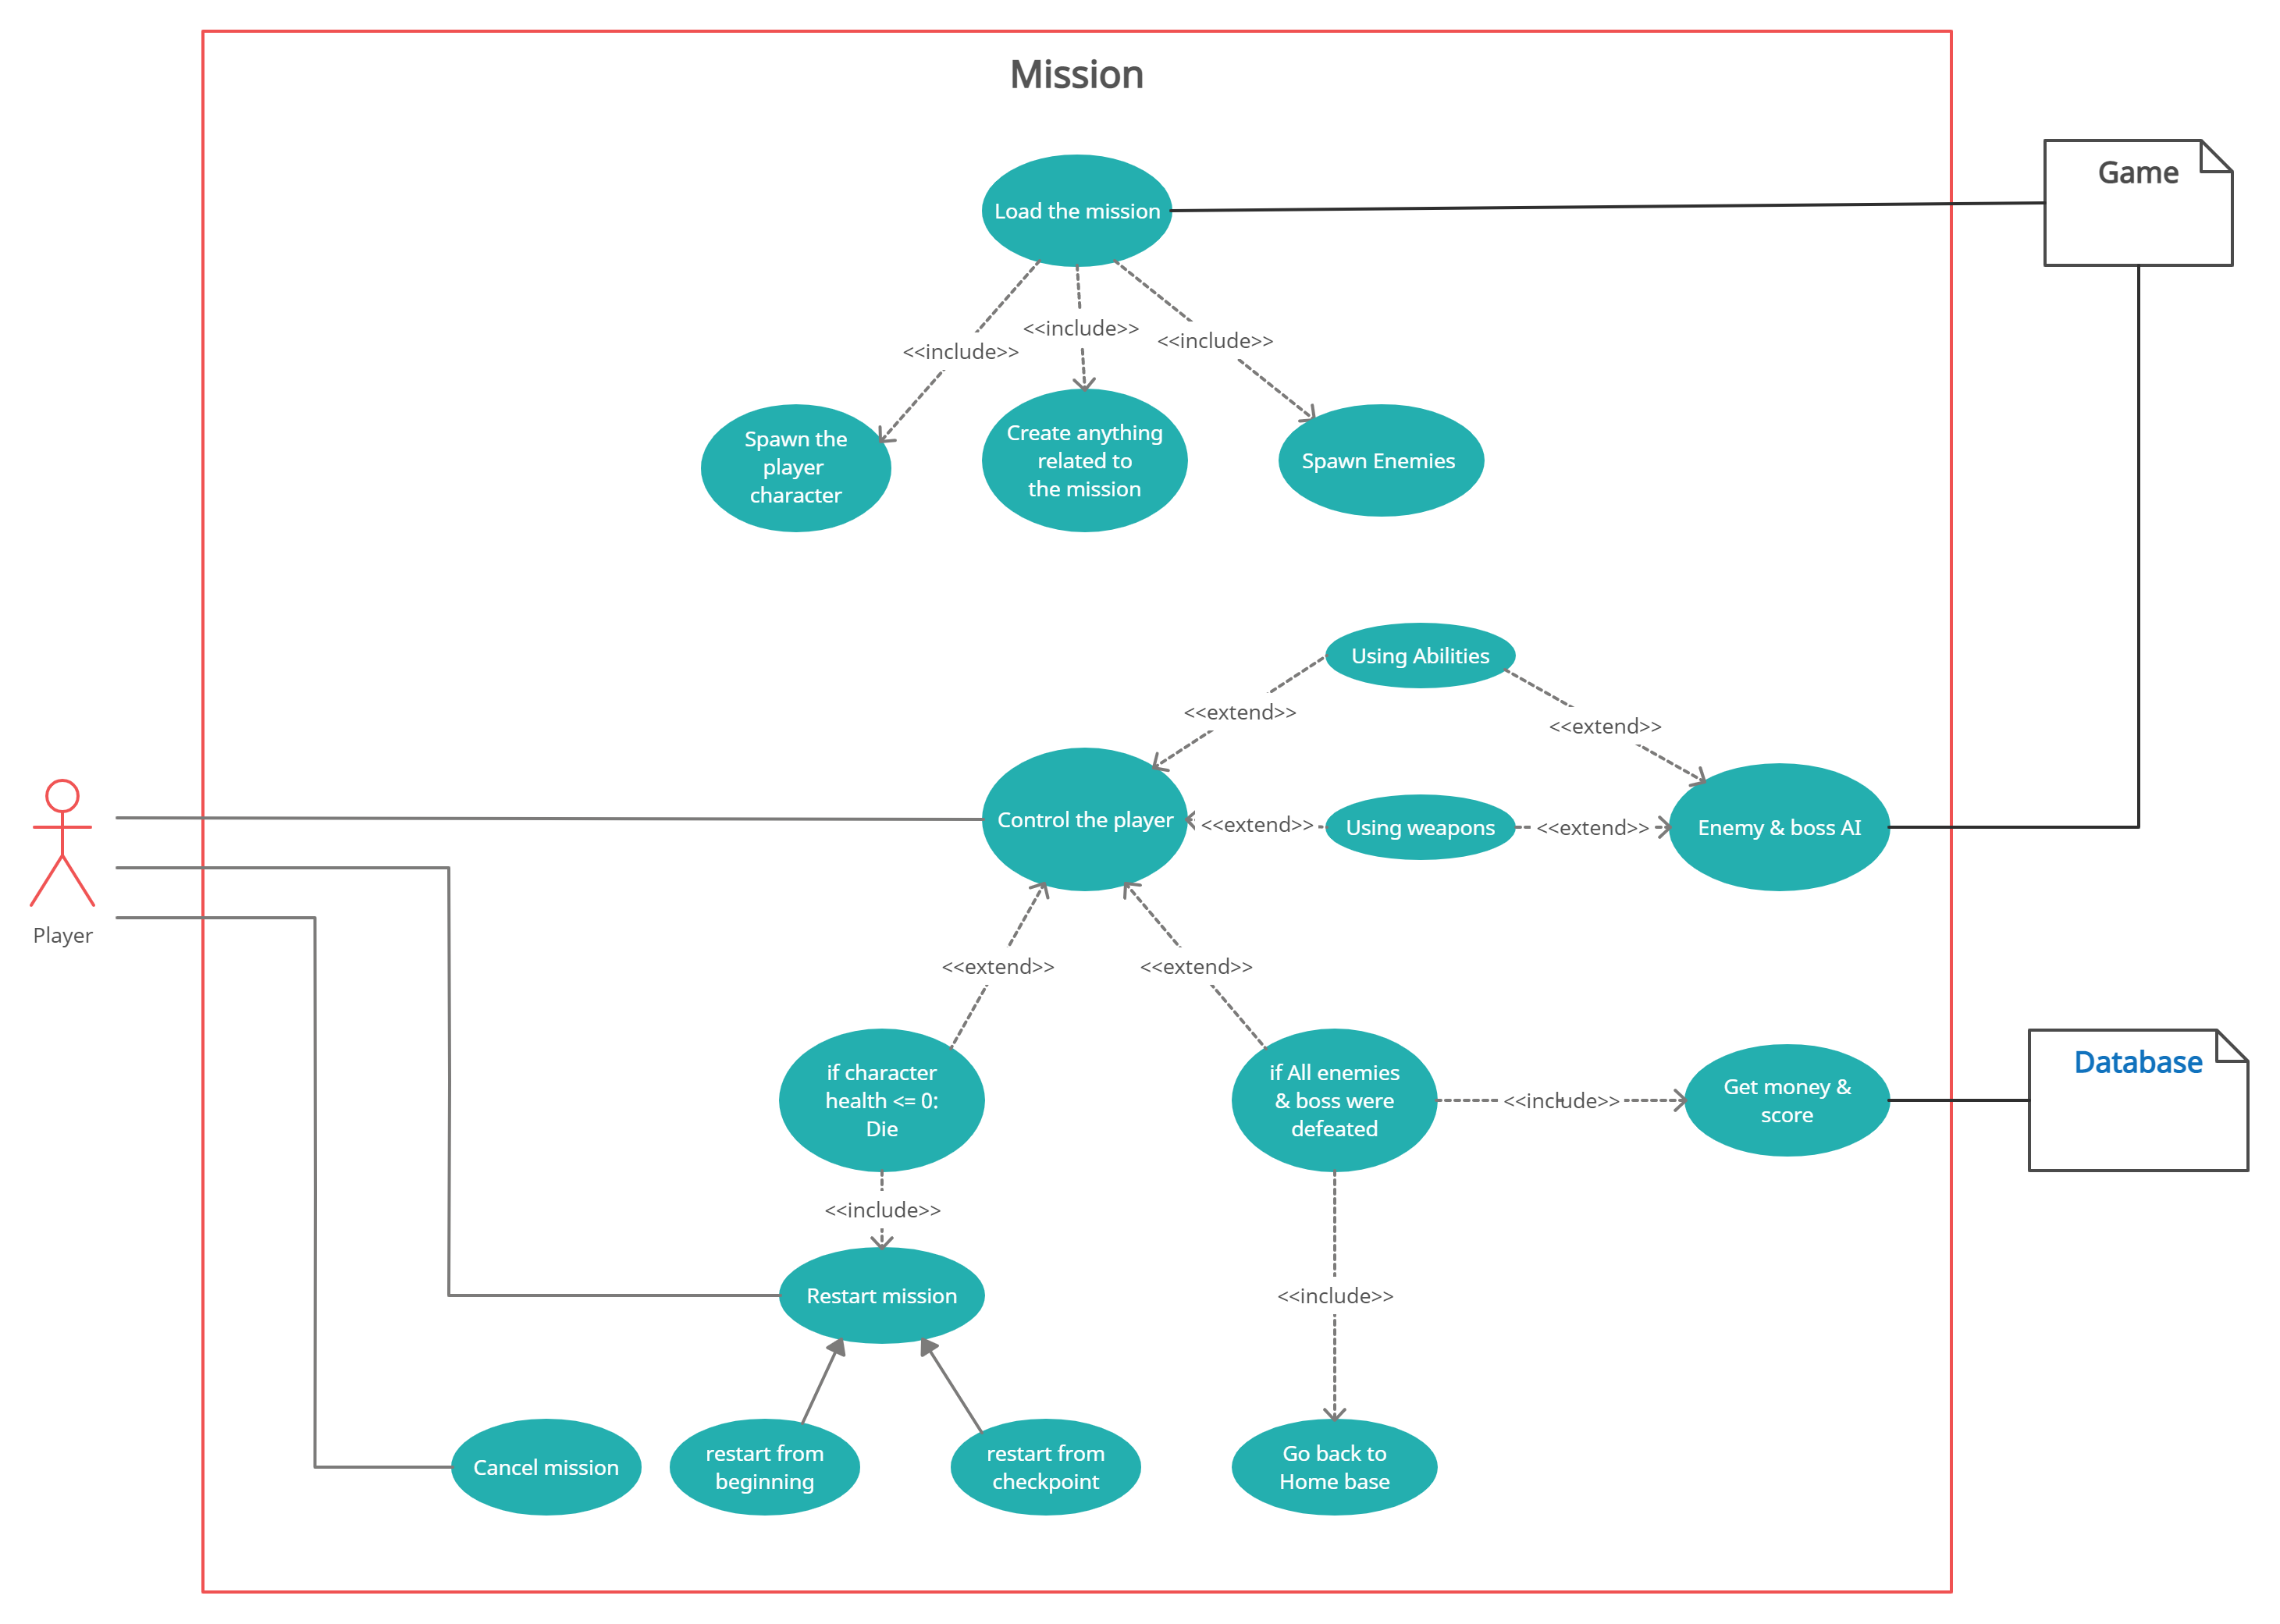 Mission
Game
Load the mission
<<include>>
<<include>>
<<include>>
Spawn the
player
character
Create anything
related to
the mission
Spawn Enemies
Using Abilities
<<extend>>
<<extend>>
Control the player
<<extend>>
Using weapons
<<extend>>
Enemy & boss AI
Player
<<extend>>
<<extend>>
if character
health <= 0:
Die
if All enemies
& boss were
defeated
<<include>>
Get money &
score
Database
<<include>>
Restart mission
<<include>>
Cancel mission
restart from
beginning
restart from
checkpoint
Go back to
Home base